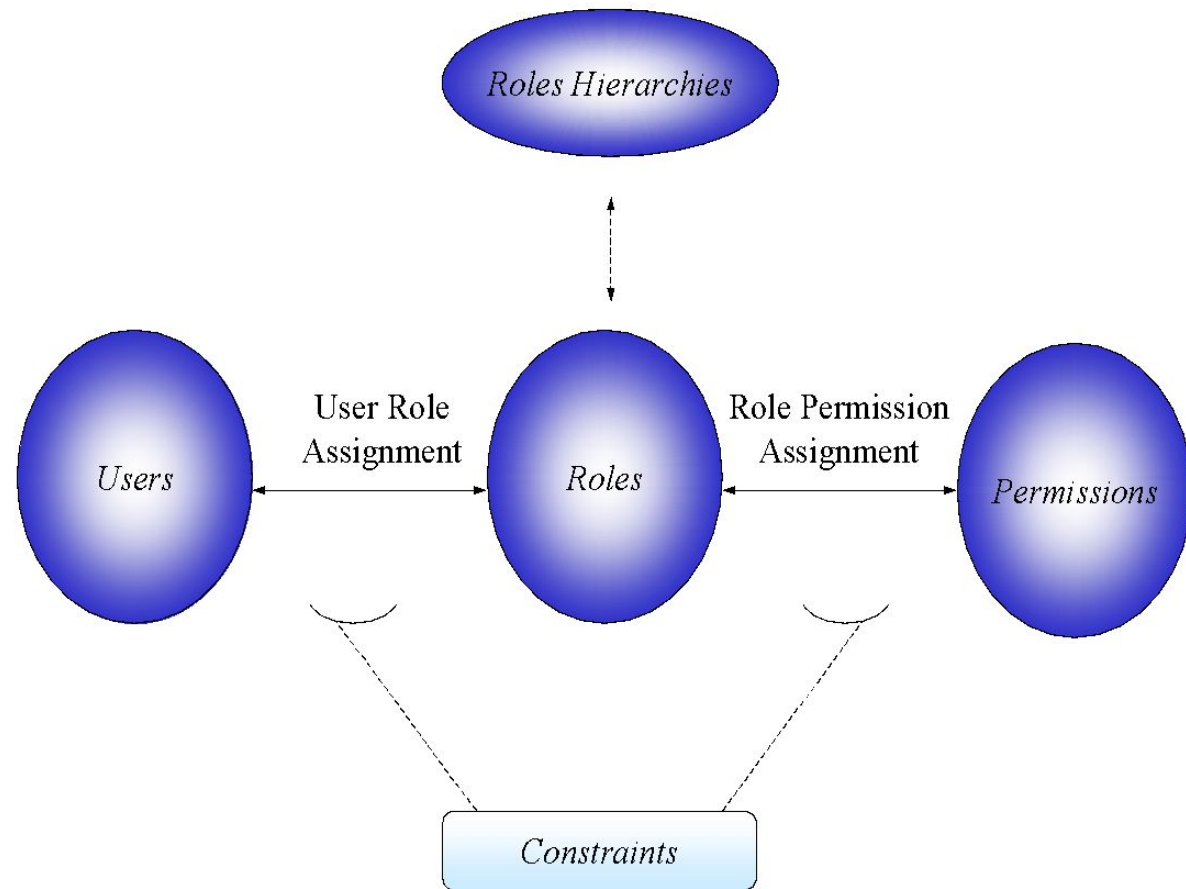 Roles Hierarchies
User Role
Assignment
Role Permission
Assignment
Users
Roles
Permissions
Constraints